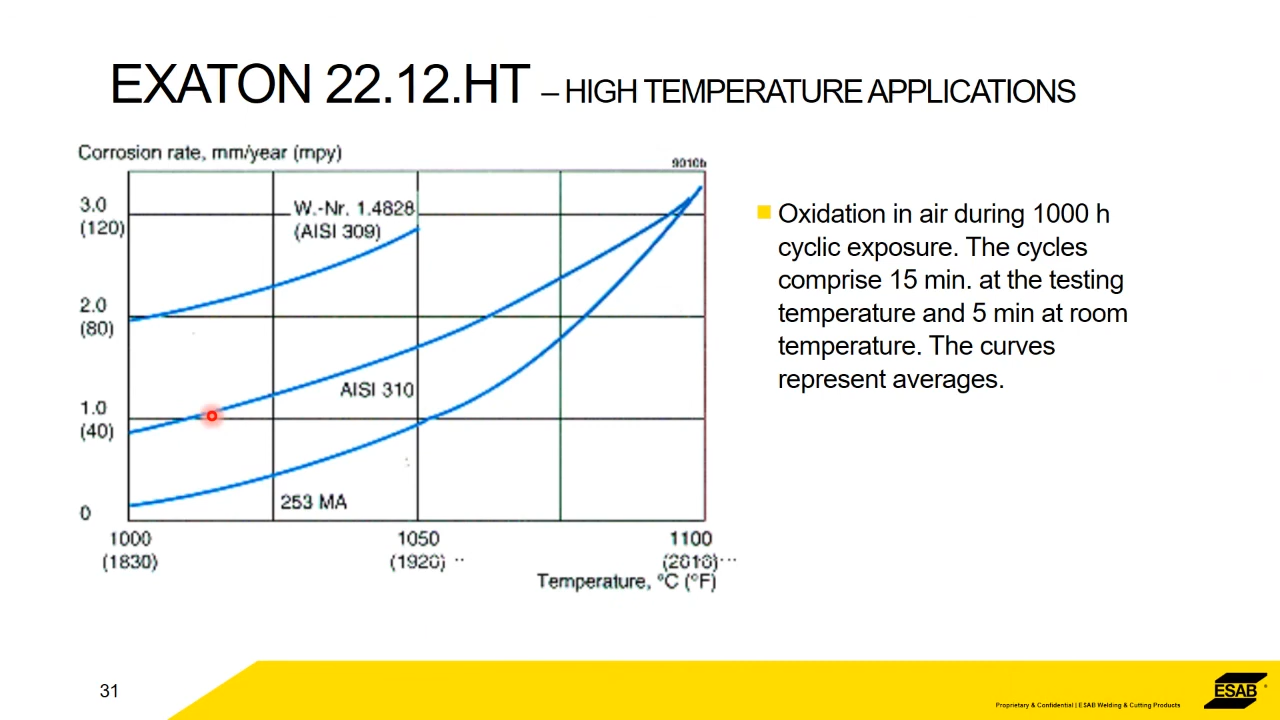 EXATON 22.12.HT – HIGH TEMPERATURE APPLICATIONS
Corrosion rate, mm/year (mpy)
9010b
3.0
(120)
W.-Nr. 1.4828
(AISI 309)
2.0
(80)
AISI 310
1.0
(40)
253 MA
0
1000
(1830)
1050
(1920)
1100
(2010)
Temperature, °C (°F)
Oxidation in air during 1000 h
cyclic exposure. The cycles
comprise 15 min. at the testing
temperature and 5 min at room
temperature. The curves
represent averages.
31
Proprietary & Confidential | ESAB Welding & Cutting Products
ESAB